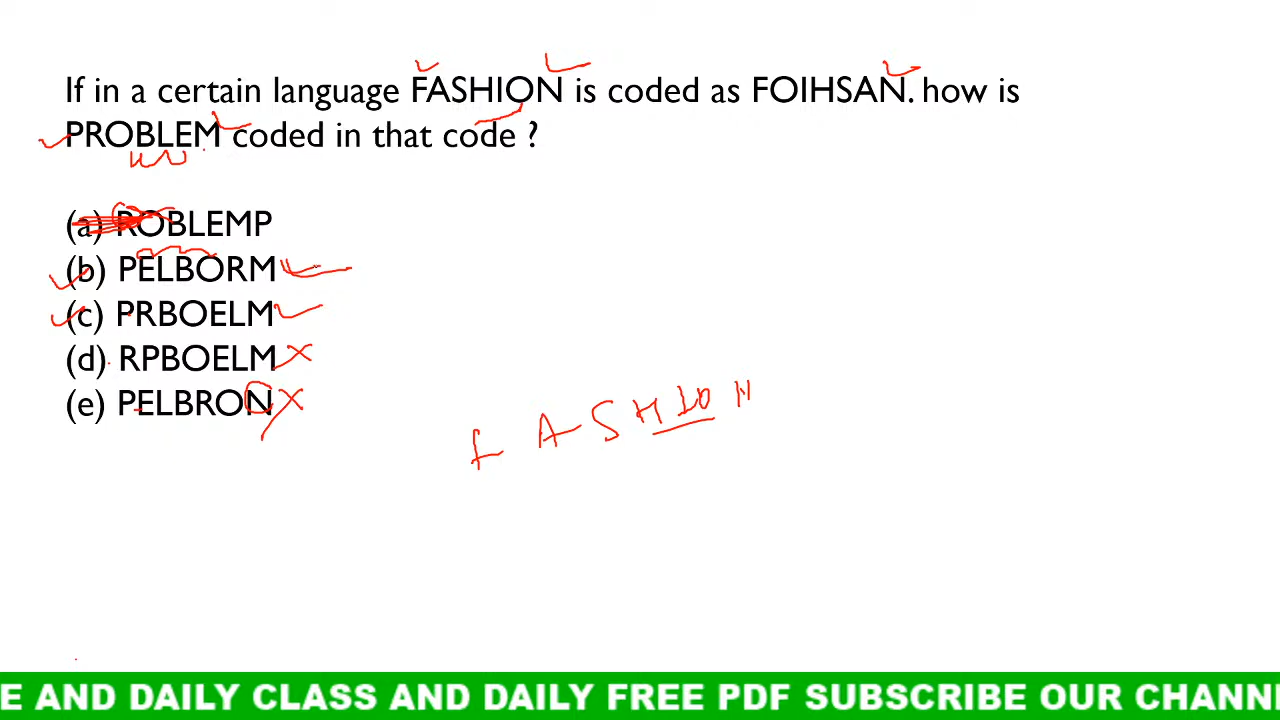 If in a certain language FASHION is coded as FOIHSAN. how is
PROBLEM coded in that code ?
(a) ROBLEMP
(b) PELBORM
(c) PRBOELM
(d) RPBOELM
(e) PELBRON
F A S H I O N
E AND DAILY CLASS AND DAILY FREE PDF SUBSCRIBE OUR CHANN